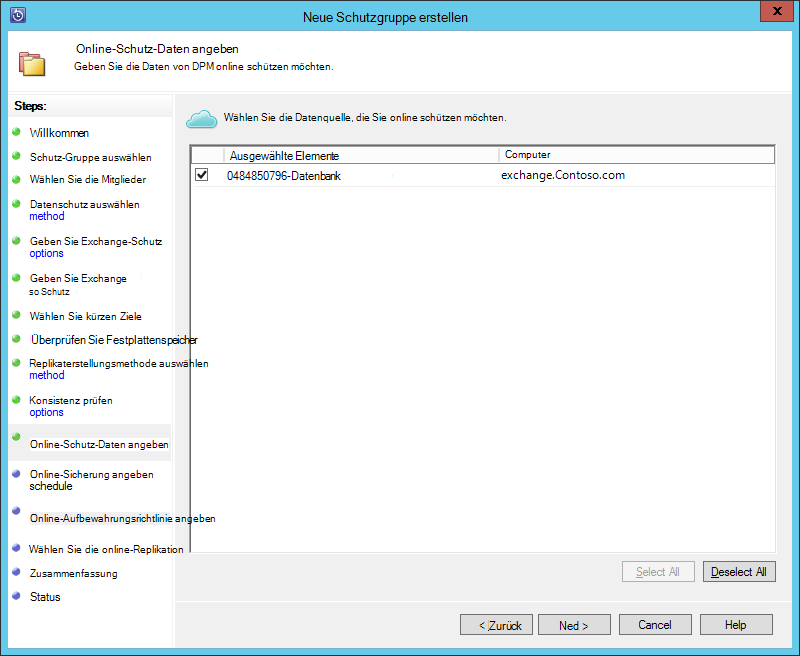 Neue Schutzgruppe erstellen
x
Online-Schutz-Daten angeben
Geben Sie die Daten von DPM online schützen möchten.
Steps:
Willkommen
Schutz-Gruppe auswählen
Wählen Sie die Mitglieder
Datenschutz auswählen
method
Geben Sie Exchange-Schutz
options
Geben Sie Exchange
so Schutz
Wählen Sie kürzen Ziele
Überprüfen Sie Festplattenspeicher
Replikaterstellungsmethode auswählen
method
Konsistenz prüfen
options
Online-Schutz-Daten angeben
Online-Sicherung angeben
schedule
Online-Aufbewahrungsrichtlinie angeben
Wählen Sie die online-Replikation
Zusammenfassung
Status
Wählen Sie die Datenquelle, die Sie online schützen möchten.
Ausgewählte Elemente Computer
0484850796-Datenbank exchange.Contoso.com
Select All Deselect All
< Zurück Ned > Cancel Help